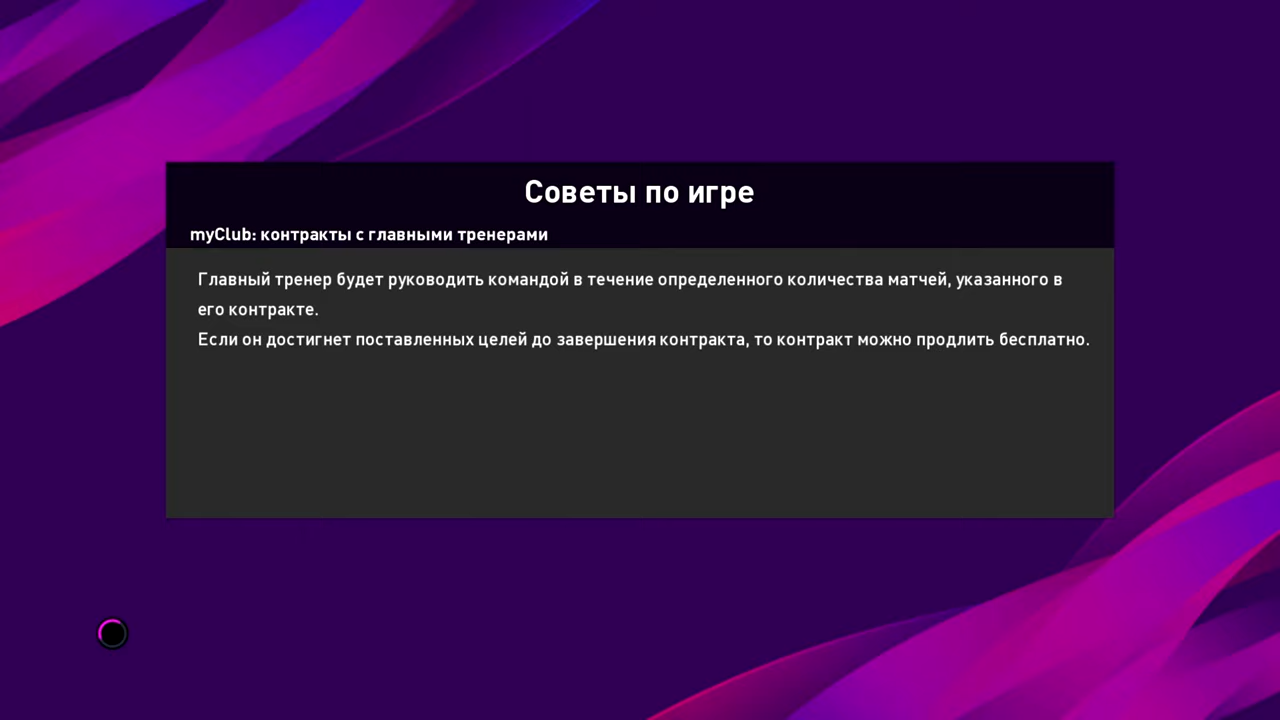 Советы по игре
myClub: контракты с главными тренерами
Главный тренер будет руководить командой в течение определенного количества матчей, указанного в
его контракте.
Если он достигнет поставленных целей до завершения контракта, то контракт можно продлить бесплатно.